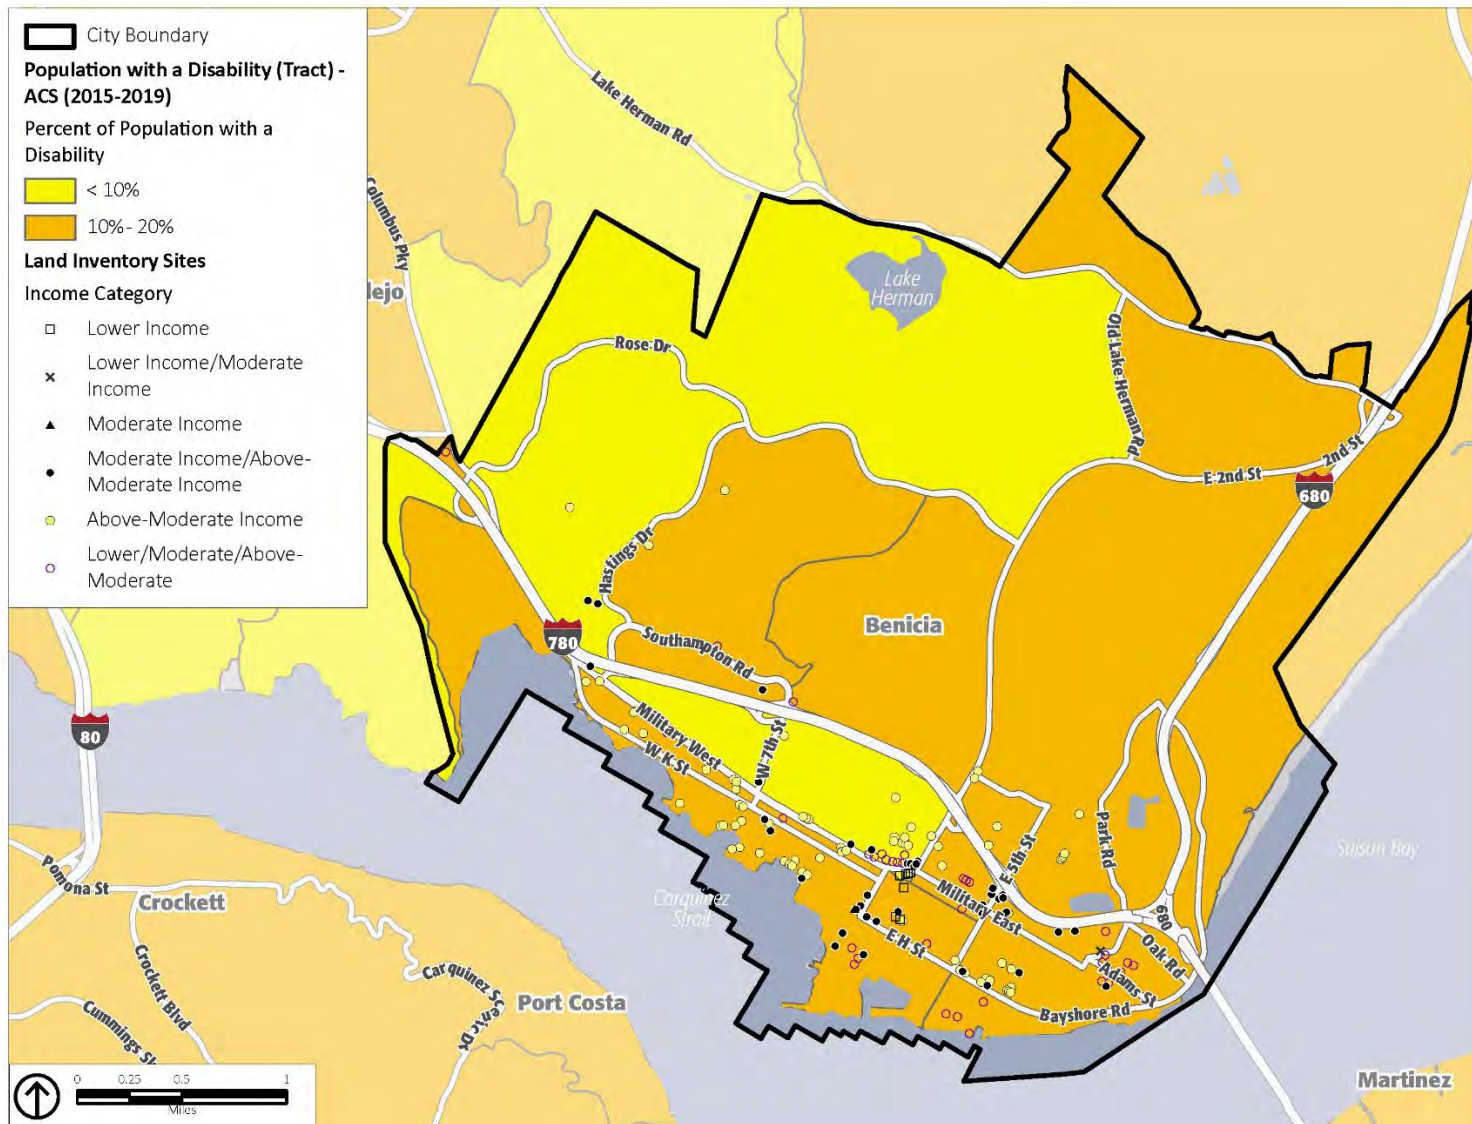 City Boundary
Population with a Disability (Tract) -
ACS (2015-2019)
Percent of Population with a
Disability
< 10%
10%- 20%
Land Inventory Sites
Income Category
Lower Income
Lower Income/Moderate
Income
Moderate Income
Moderate Income/Above-
Moderate Income
Above-Moderate Income
Lower/Moderate/Above-
Moderate
Lake Herman Rd
Columbus Pky
lejo
Lake
Herman
Rose Dr
Old Lake Herman Rd
E 2nd St
2nd St
680
Hastings Dr
780
Southampton Rd
Benicia
80
Military West
W K St
W 7th St
Park Rd
E 5th St
Suisun Bay
Pomona St
Crockett
Carquinez
Strait
Military East
680
E H St
Oak Rd
Adams St
Crockett Blvd
Carquinez Scenic Dr
Port Costa
Bayshore Rd
Cummings Sk
Martinez
0 0.25 0.5 1
Miles